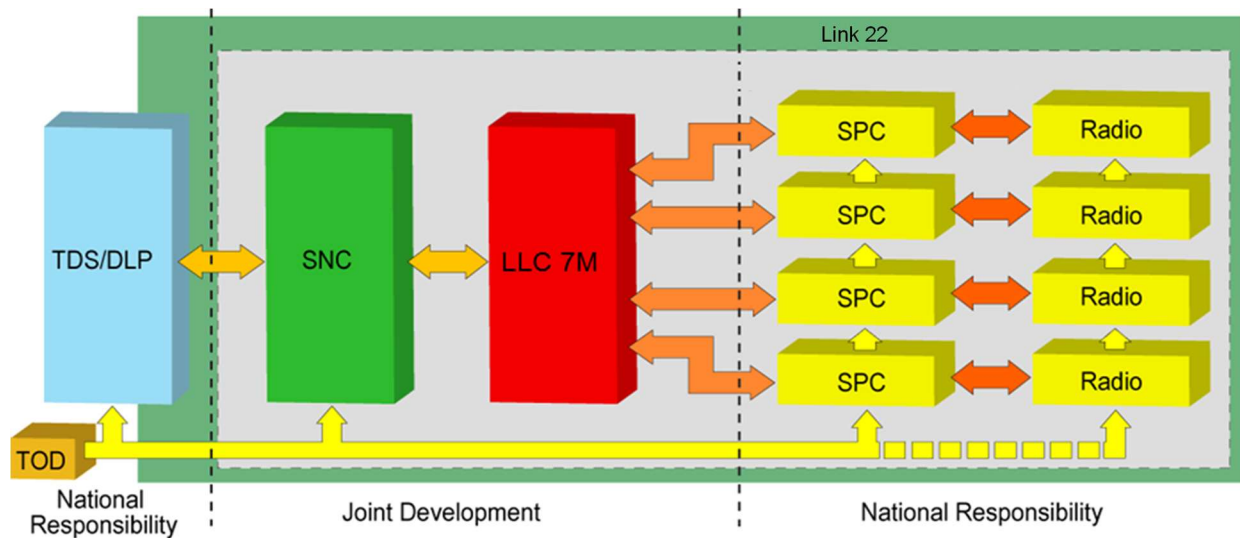 Link 22
TDS/DLP
SNC
LLC 7M
SPC
Radio
SPC
Radio
SPC
Radio
SPC
Radio
TOD
National
Responsibility
Joint Development
National Responsibility